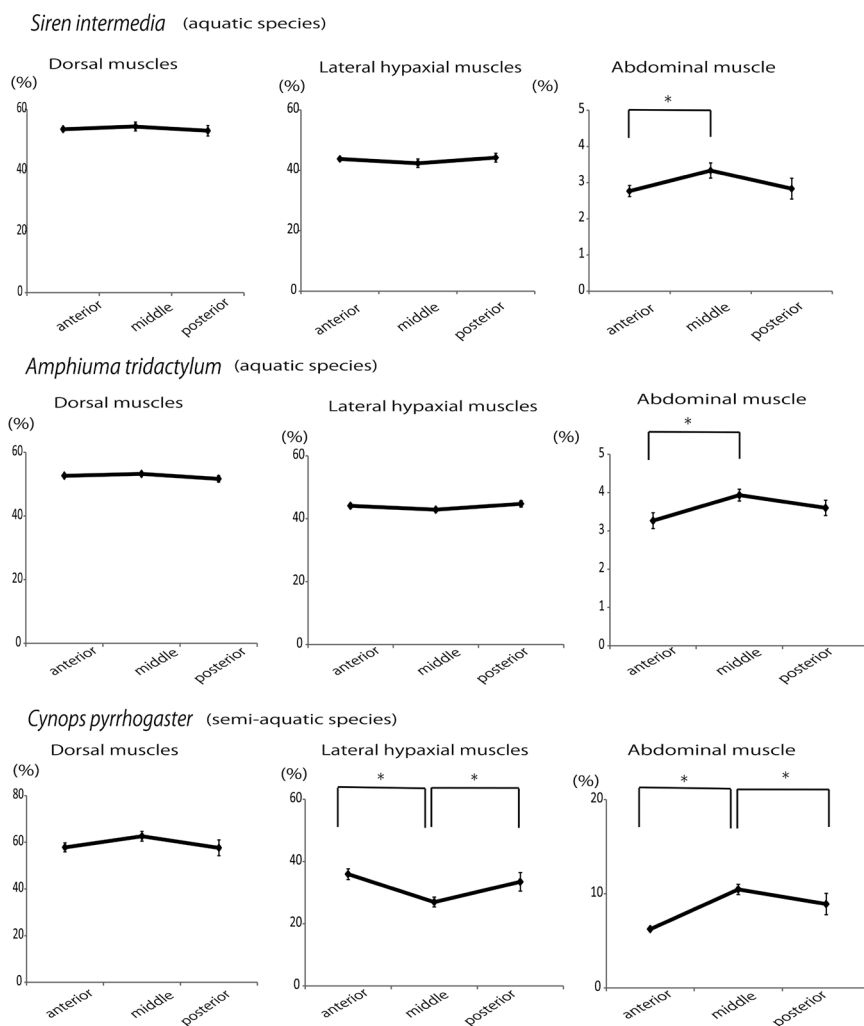 Siren intermedia (aquatic species)
Dorsal muscles
Lateral hypaxial muscles
Abdominal muscle
(%)
(%)
(%)
60
40
20
0
anterior
middle
posterior
60
40
20
0
anterior
middle
posterior
5
4
3
2
1
0
*
anterior
middle
posterior
Amphiuma tridactylum (aquatic species)
Dorsal muscles
Lateral hypaxial muscles
Abdominal muscle
(%)
(%)
(%)
60
40
20
0
anterior
middle
posterior
60
40
20
0
anterior
middle
posterior
5
4
3
2
1
0
*
anterior
middle
posterior
Cynops pyrrhogaster (semi-aquatic species)
Dorsal muscles
Lateral hypaxial muscles
Abdominal muscle
(%)
(%)
(%)
80
60
40
20
0
anterior
middle
posterior
60
40
20
0
*
*
anterior
middle
posterior
20
10
0
*
*
anterior
middle
posterior